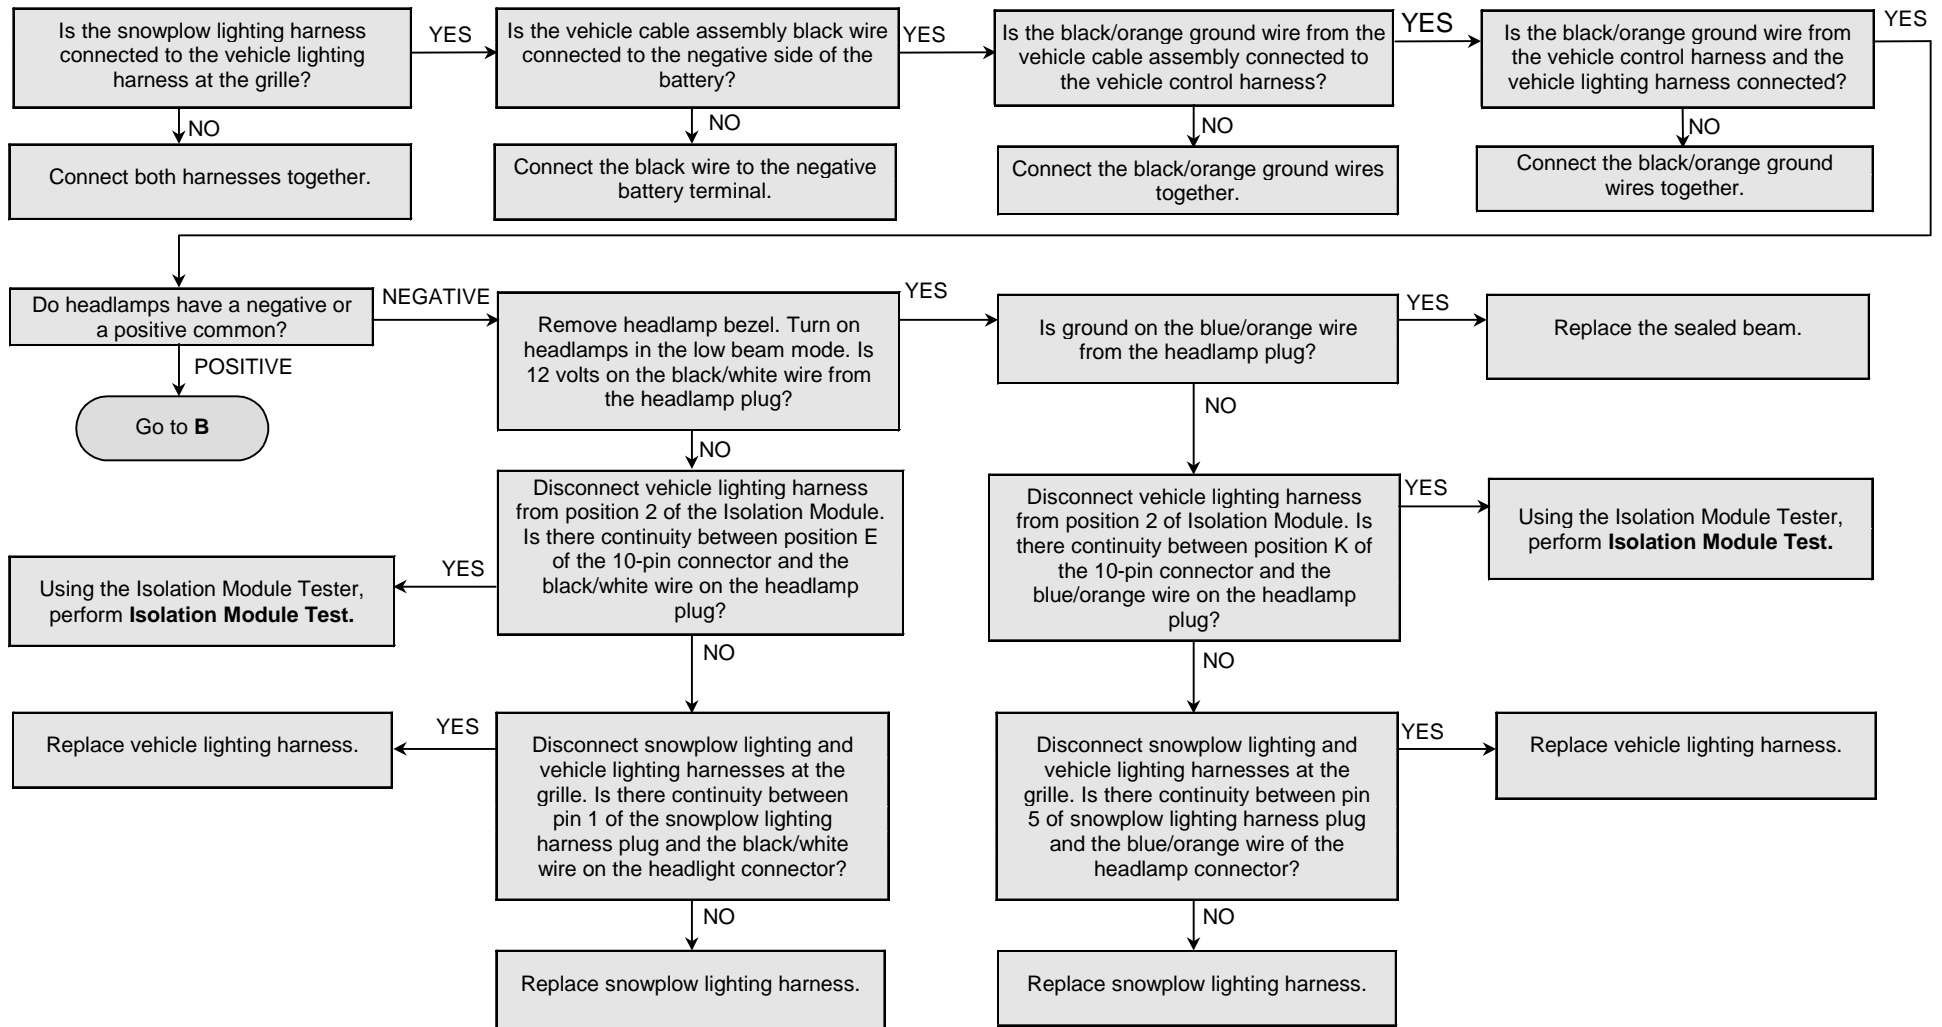 Is the snowplow lighting harness
connected to the vehicle lighting
harness at the grille?
YES
Is the vehicle cable assembly black wire
connected to the negative side of the
battery?
YES
Is the black/orange ground wire from the
vehicle cable assembly connected to
the vehicle control harness?
YES
Is the black/orange ground wire from
the vehicle control harness and the
vehicle lighting harness connected?
YES
NO
NO
NO
NO
Connect both harnesses together.
Connect the black wire to the negative
battery terminal.
Connect the black/orange ground wires
together.
Connect the black/orange ground
wires together.
Do headlamps have a negative or
a positive common?
NEGATIVE
POSITIVE
Go to B
Remove headlamp bezel. Turn on
headlamps in the low beam mode. Is
12 volts on the black/white wire from
the headlamp plug?
YES
Is ground on the blue/orange wire
from the headlamp plug?
YES
Replace the sealed beam.
NO
NO
Disconnect vehicle lighting harness
from position 2 of the Isolation Module.
Is there continuity between position E
of the 10-pin connector and the
black/white wire on the headlamp
plug?
YES
Using the Isolation Module Tester,
perform Isolation Module Test.
Disconnect vehicle lighting harness
from position 2 of Isolation Module. Is
there continuity between position K of
the 10-pin connector and the
blue/orange wire on the headlamp
plug?
YES
Using the Isolation Module Tester,
perform Isolation Module Test.
NO
NO
Replace vehicle lighting harness.
YES
Disconnect snowplow lighting and
vehicle lighting harnesses at the
grille. Is there continuity between
pin 1 of the snowplow lighting
harness plug and the black/white
wire on the headlight connector?
Disconnect snowplow lighting and
vehicle lighting harnesses at the
grille. Is there continuity between pin
5 of snowplow lighting harness plug
and the blue/orange wire of the
headlamp connector?
YES
Replace vehicle lighting harness.
NO
NO
Replace snowplow lighting harness.
Replace snowplow lighting harness.